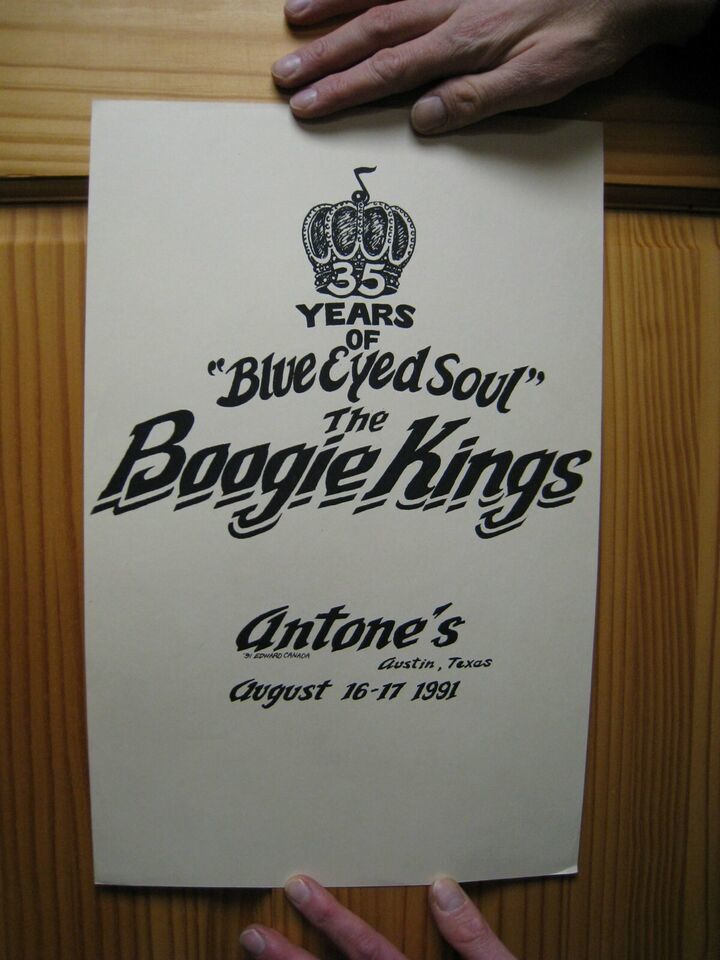 35
YEARS
OF
"Blue Eyed Soul"
The
Boogie Kings
Antone's
'91 EDWARD CANADA
Austin, Texas
August 16-17 1991